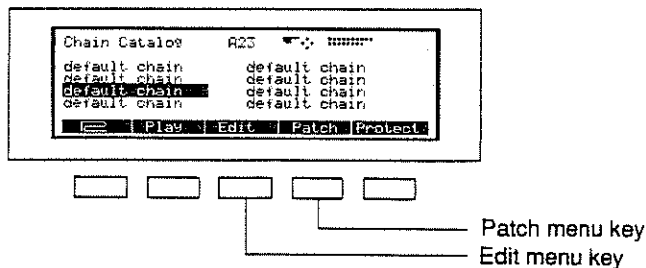 Chain Catalog A23
default chain default chain
default chain default chain
default chain default chain
default chain default chain
Play Edit Patch Protect
Patch menu key
Edit menu key